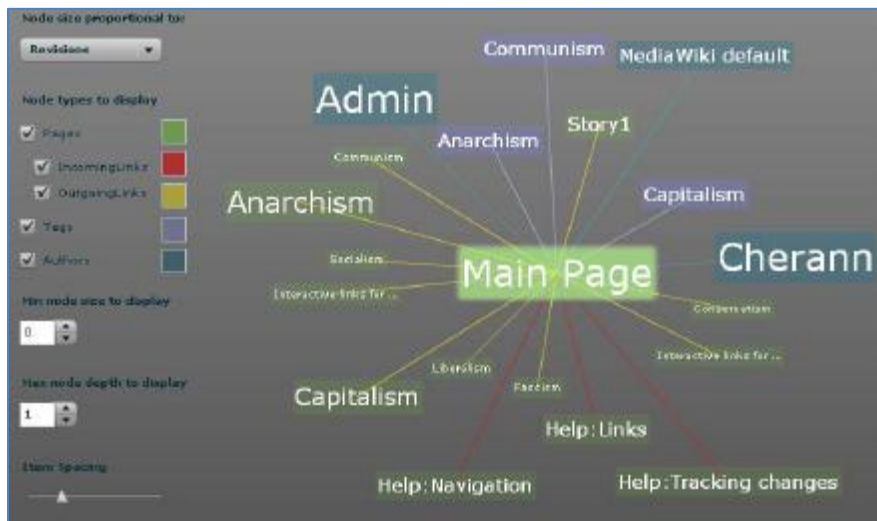 Node size proportional to:
Revisions
Node types to display
Pages
IncomingLinks
OutgoingLinks
Tags
Authors
Min node size to display
0
Max node depth to display
1
Item Spacing
Communism
MediaWiki default
Admin
Story1
Anarchism
Communism
Capitalism
Anarchism
Cherann
Socialism
Main Page
Interactive links for ...
Conservatism
Interactive links for ...
Liberalism
Fascism
Capitalism
Help:Links
Help:Navigation
Help:Tracking changes